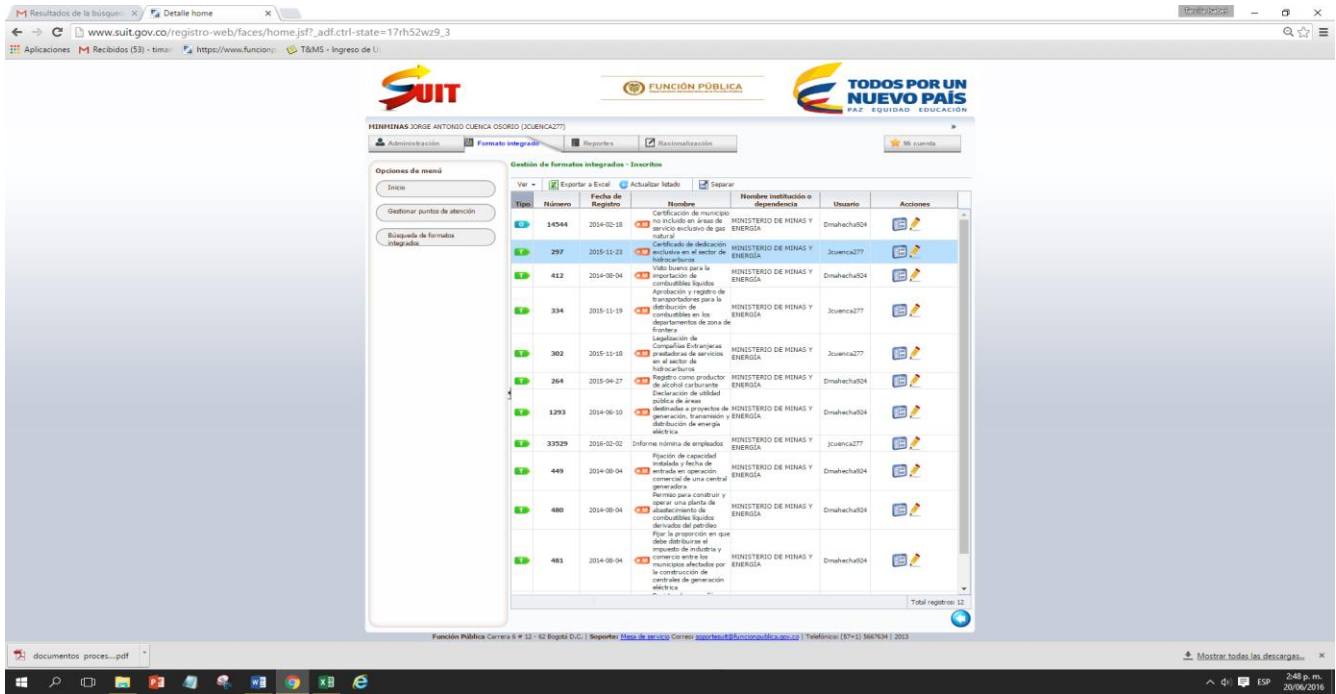 Resultados de la búsqued
Detalle home
www.suit.gov.co/registro-web/faces/home.jsf?_adf.ctrl-state=17rh52wz9_3
Aplicaciones
Recibidos (53) - timar
https://www.funcionp
T&MS - Ingreso de U
SUIT
FUNCIÓN PÚBLICA
TODOS POR UN
NUEVO PAÍS
PAZ EQUIDAD EDUCACIÓN
MINMINAS JORGE ANTONIO CUENCA OSORIO (JCUENCA277)
Administración
Formato integrado
Reportes
Racionalización
Mi cuenta
Opciones de menú
Inicio
Gestionar puntos de atención
Búsqueda de formatos
integrados
Gestión de formatos integrados - Inscritos
Ver
Exportar a Excel
Actualizar listado
Separar
Tipo
Número
Fecha de
Registro
Nombre
Nombre institución o
dependencia
Usuario
Acciones
O
14544
2014-02-18
Certificación de municipio
no incluido en áreas de
servicio exclusivo de gas
natural
MINISTERIO DE MINAS Y
ENERGÍA
Dmahecha924
T
297
2015-11-23
Certificado de dedicación
exclusiva en el sector de
hidrocarburos
MINISTERIO DE MINAS Y
ENERGÍA
Jcuenca277
T
412
2014-08-04
Visto bueno para la
importación de
combustibles líquidos
MINISTERIO DE MINAS Y
ENERGÍA
Dmahecha924
T
334
2015-11-19
Aprobación y registro de
transportadores para la
distribución de
combustibles en los
departamentos de zona de
frontera
MINISTERIO DE MINAS Y
ENERGÍA
Jcuenca277
T
302
2015-11-18
Legalización de
Compañías Extranjeras
prestadoras de servicios
en el sector de
hidrocarburos
MINISTERIO DE MINAS Y
ENERGÍA
Jcuenca277
T
264
2015-04-27
Registro como productor
de alcohol carburante
MINISTERIO DE MINAS Y
ENERGÍA
Dmahecha924
T
1293
2014-06-10
Declaración de utilidad
pública de áreas
destinadas a proyectos de
generación, transmisión y
distribución de energía
eléctrica
MINISTERIO DE MINAS Y
ENERGÍA
Dmahecha924
T
33529
2016-02-02
Informe nómina de empleados
MINISTERIO DE MINAS Y
ENERGÍA
jcuenca277
T
449
2014-08-04
Fijación de capacidad
instalada y fecha de
entrada en operación
comercial de una central
generadora
MINISTERIO DE MINAS Y
ENERGÍA
Dmahecha924
T
480
2014-08-04
Permiso para construir y
operar una planta de
abastecimiento de
combustibles líquidos
derivados del petróleo
MINISTERIO DE MINAS Y
ENERGÍA
Dmahecha924
T
481
2014-08-04
Fijar la proporción en que
debe distribuirse el
impuesto de industria y
comercio entre los
municipios afectados por
la construcción de
centrales de generación
eléctrica
MINISTERIO DE MINAS Y
ENERGÍA
Dmahecha924
Total registros: 12
Función Pública Carrera 6 # 12 - 62 Bogotá D.C. | Soporte: Mesa de servicio Correo: soportesuit@funcionpublica.gov.co | Teléfonos: (57+1) 5667634 | 2013
documentos proces....pdf
Mostrar todas las descargas...
ESP
2:48 p. m.
20/06/2016